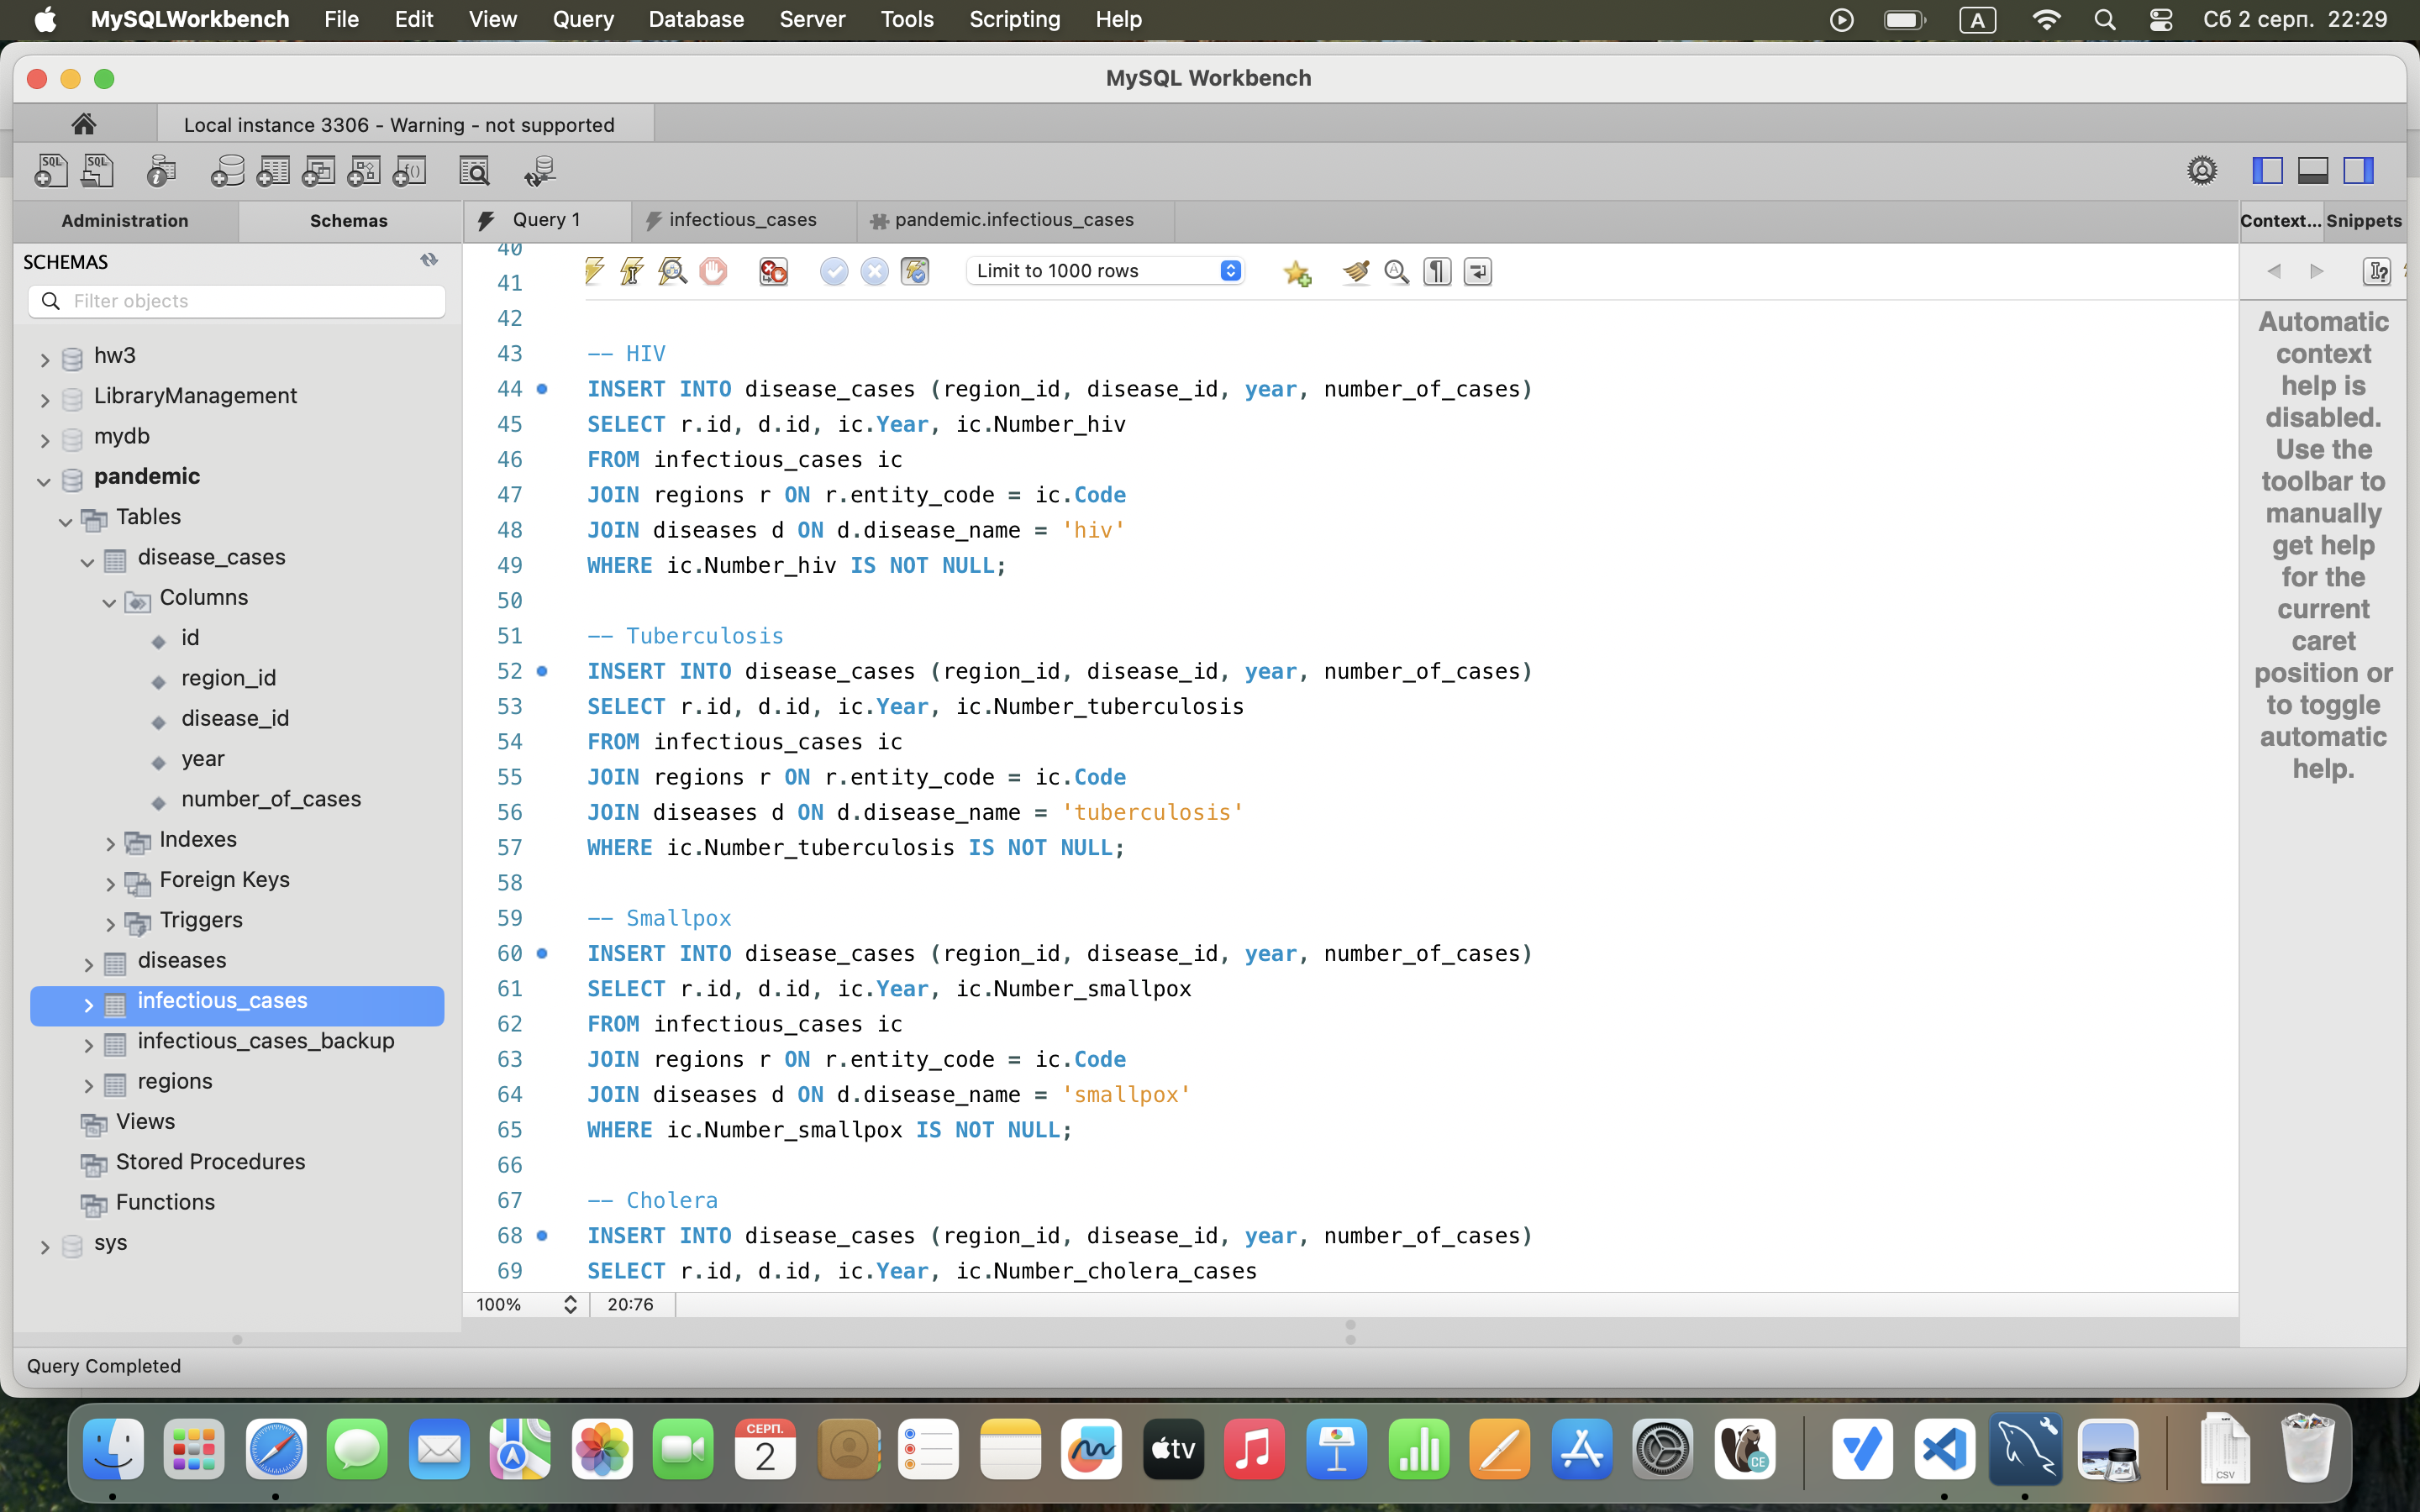 MySQLWorkbench File Edit View Query Database Server Tools Scripting Help A Сб 2 серп. 22:29
MySQL Workbench
Local instance 3306 - Warning - not supported
Administration Schemas
Query 1 infectious_cases pandemic.infectious_cases
Context... Snippets
SCHEMAS
Filter objects
hw3
LibraryManagement
mydb
pandemic
Tables
disease_cases
Columns
id
region_id
disease_id
year
number_of_cases
Indexes
Foreign Keys
Triggers
diseases
infectious_cases
infectious_cases_backup
regions
Views
Stored Procedures
Functions
sys
Limit to 1000 rows
40
41
42
43 -- HIV
44 INSERT INTO disease_cases (region_id, disease_id, year, number_of_cases)
45 SELECT r.id, d.id, ic.Year, ic.Number_hiv
46 FROM infectious_cases ic
47 JOIN regions r ON r.entity_code = ic.Code
48 JOIN diseases d ON d.disease_name = 'hiv'
49 WHERE ic.Number_hiv IS NOT NULL;
50
51 -- Tuberculosis
52 INSERT INTO disease_cases (region_id, disease_id, year, number_of_cases)
53 SELECT r.id, d.id, ic.Year, ic.Number_tuberculosis
54 FROM infectious_cases ic
55 JOIN regions r ON r.entity_code = ic.Code
56 JOIN diseases d ON d.disease_name = 'tuberculosis'
57 WHERE ic.Number_tuberculosis IS NOT NULL;
58
59 -- Smallpox
60 INSERT INTO disease_cases (region_id, disease_id, year, number_of_cases)
61 SELECT r.id, d.id, ic.Year, ic.Number_smallpox
62 FROM infectious_cases ic
63 JOIN regions r ON r.entity_code = ic.Code
64 JOIN diseases d ON d.disease_name = 'smallpox'
65 WHERE ic.Number_smallpox IS NOT NULL;
66
67 -- Cholera
68 INSERT INTO disease_cases (region_id, disease_id, year, number_of_cases)
69 SELECT r.id, d.id, ic.Year, ic.Number_cholera_cases
100% 20:76
Automatic
context
help is
disabled.
Use the
toolbar to
manually
get help
for the
current
caret
position or
to toggle
automatic
help.
Query Completed
СЕРП.
2
tv
CE
CSV